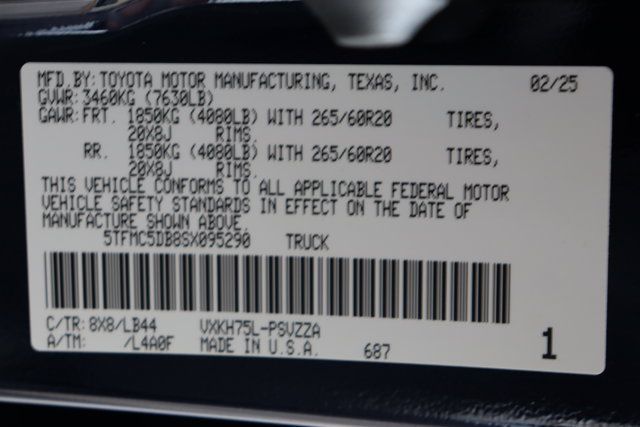 MFD.BY: TOYOTA MOTOR MANUFACTURING, TEXAS, INC. 02/25
GVWR: 3460KG (7630LB)
GAWR: FRT. 1850KG (4080LB) WITH 265/60R20 TIRES,
20X8J RIMS.
RR. 1850KG (4080LB) WITH 265/60R20 TIRES,
20X8J RIMS.
THIS VEHICLE CONFORMS TO ALL APPLICABLE FEDERAL MOTOR
VEHICLE SAFETY STANDARDS IN EFFECT ON THE DATE OF
MANUFACTURE SHOWN ABOVE.
5TFMC5DB8SX095290 TRUCK
C/TR: 8X8/LB44 VXKH75L-PSVZZA
A/TM: /L4A0F MADE IN U.S.A. 687 1